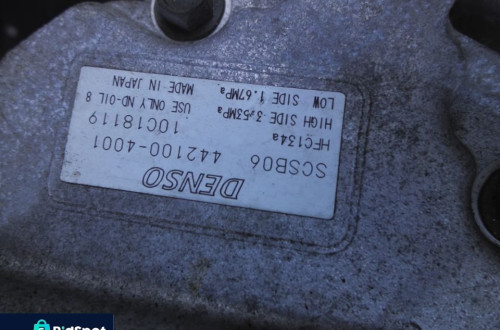 DENSO
SCSB06 442100-4001
HFC134a 10C18119
HIGH SIDE 3.53MPa USE ONLY ND-OIL 8
LOW SIDE 1.67MPa MADE IN JAPAN
BidSpot